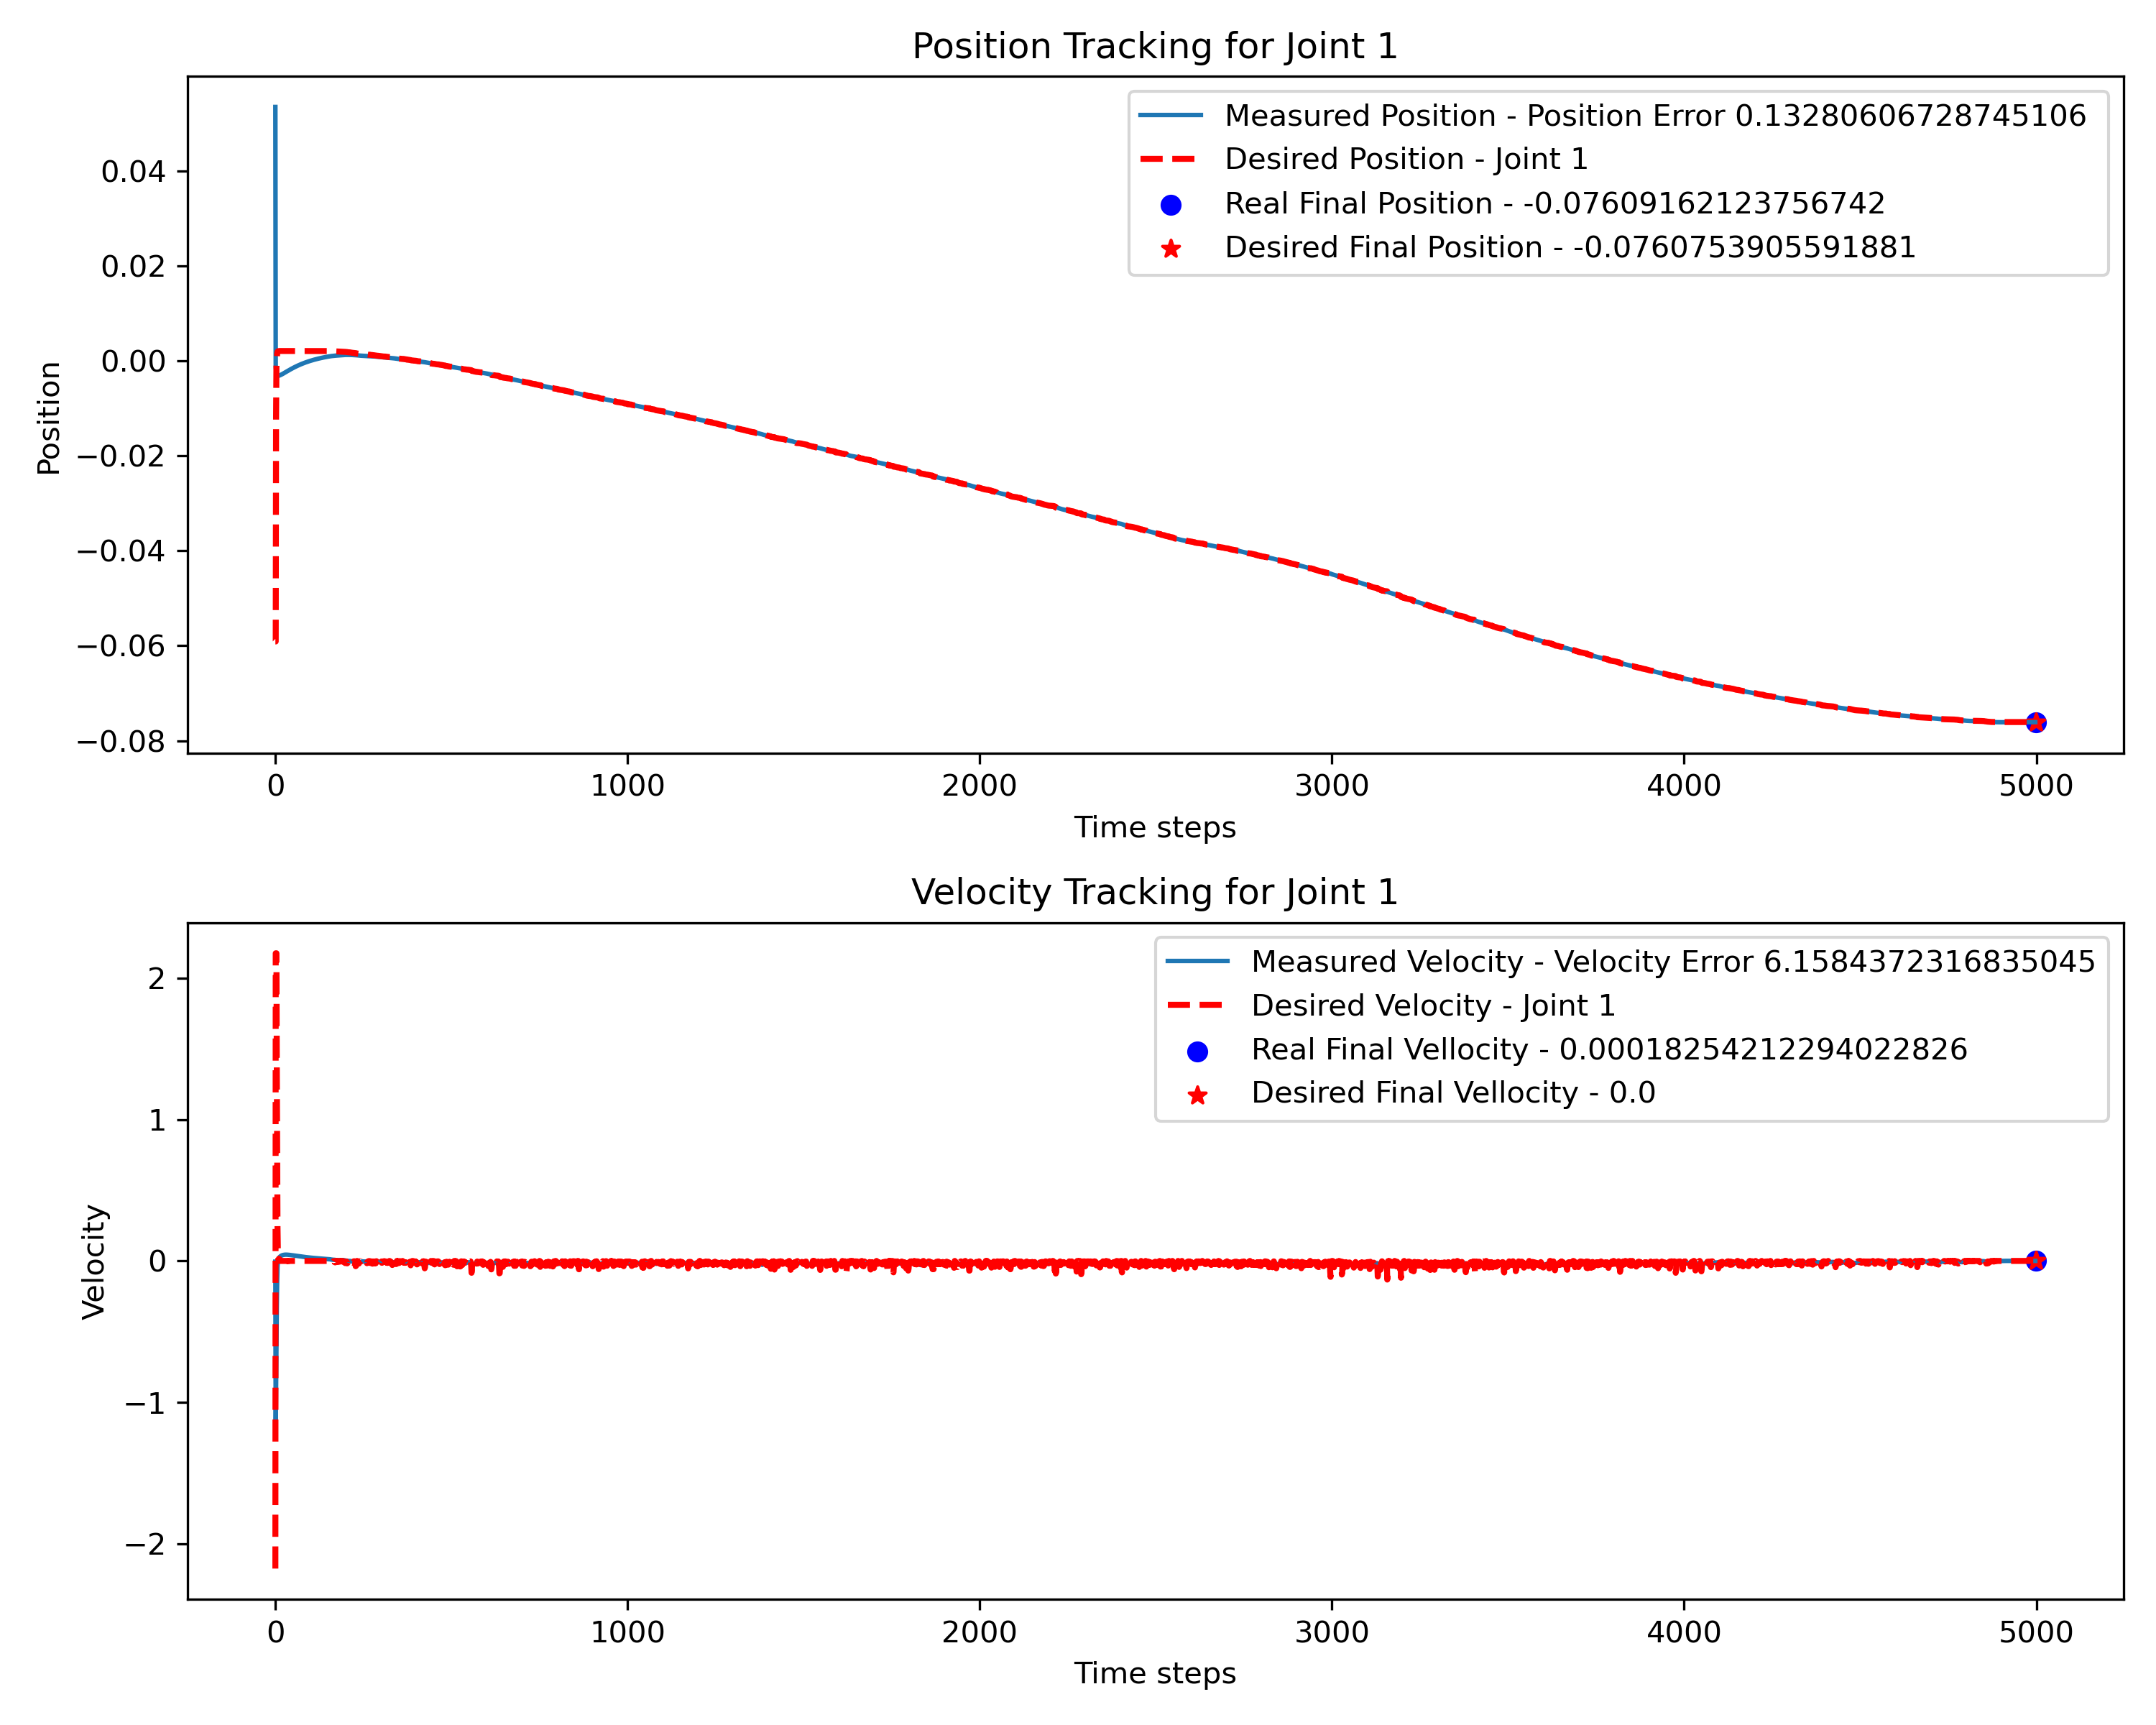 Position Tracking for Joint 1
Measured Position - Position Error 0.13280606728745106
Desired Position - Joint 1
Real Final Position - -0.07609162123756742
Desired Final Position - -0.0760753905591881
0.04
0.02
0.00
−0.02
−0.04
−0.06
−0.08
Position
0 1000 2000 3000 4000 5000
Time steps
Velocity Tracking for Joint 1
Measured Velocity - Velocity Error 6.1584372316835045
Desired Velocity - Joint 1
Real Final Vellocity - 0.00018254212294022826
Desired Final Vellocity - 0.0
2
1
0
−1
−2
Velocity
0 1000 2000 3000 4000 5000
Time steps